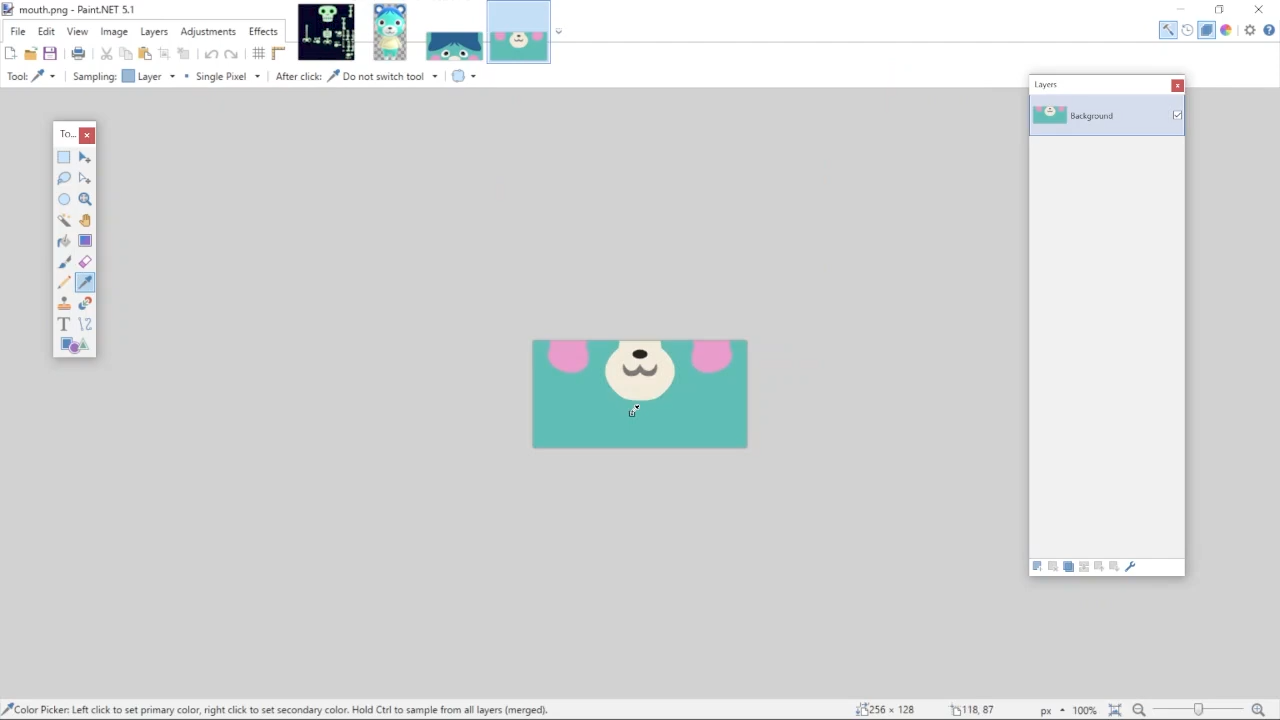 mouth.png - Paint.NET 5.1
File Edit View Image Layers Adjustments Effects
Tool: Sampling: Layer Single Pixel After click: Do not switch tool
Layers
Background
To...
Color Picker: Left click to set primary color, right click to set secondary color. Hold Ctrl to sample from all layers (merged).
256 × 128
118, 87
px
100%